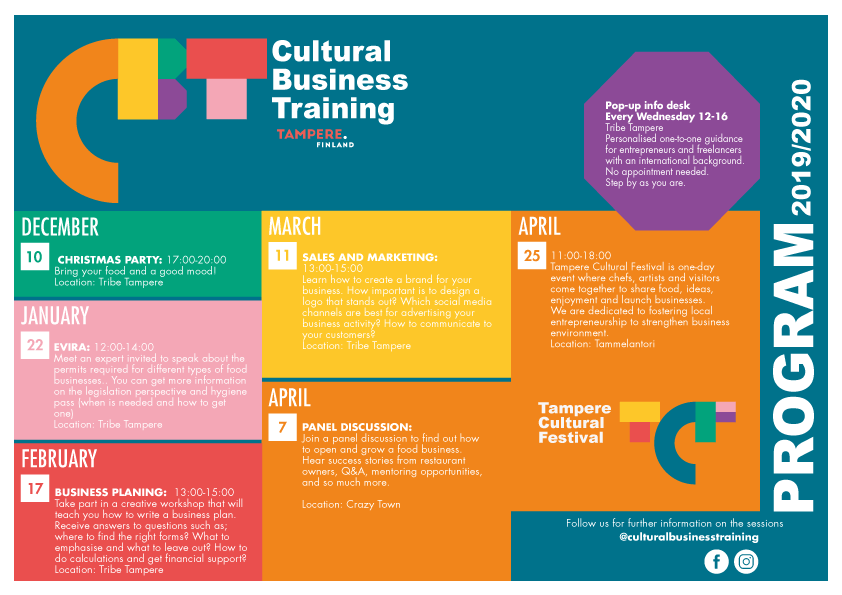 CBT
Cultural
Business
Training
TAMPERE.
FINLAND
Pop-up info desk
Every Wednesday 12-16
Tribe Tampere
Personalised one-to-one guidance
for entrepreneurs and freelancers
with an international background.
No appointment needed.
Step by as you are.
PROGRAM 2019/2020
DECEMBER
10 CHRISTMAS PARTY: 17:00-20:00
Bring your food and a good mood!
Location: Tribe Tampere
JANUARY
22 EVIRA: 12:00-14:00
Meet an expert invited to speak about the
permits required for different types of food
businesses.. You can get more information
on the legislation perspective and hygiene
pass (when is needed and how to get
one)
Location: Tribe Tampere
FEBRUARY
17 BUSINESS PLANING: 13:00-15:00
Take part in a creative workshop that will
teach you how to write a business plan.
Receive answers to questions such as;
where to find the right forms? What to
emphasise and what to leave out? How to
do calculations and get financial support?
Location: Tribe Tampere
MARCH
11 SALES AND MARKETING:
13:00-15:00
Learn how to create a brand for your
business. How important is to design a
logo that stands out? Which social media
channels are best for advertising your
business activity? How to communicate to
your customers?
Location: Tribe Tampere
APRIL
7 PANEL DISCUSSION:
Join a panel discussion to find out how
to open and grow a food business.
Hear success stories from restaurant
owners, Q&A, mentoring opportunities,
and so much more.
Location: Crazy Town
APRIL
25 11:00-18:00
Tampere Cultural Festival is one-day
event where chefs, artists and visitors
come together to share food, ideas,
enjoyment and launch businesses.
We are dedicated to fostering local
entrepreneurship to strengthen business
environment.
Location: Tammelantori
Tampere
Cultural
Festival
TCF
Follow us for further information on the sessions
@culturalbusinesstraining